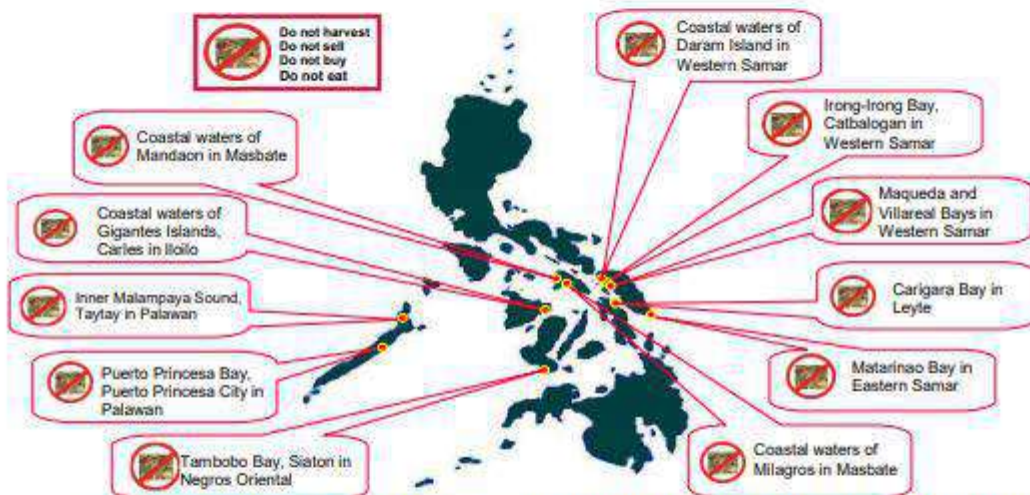 Do not harvest
Do not sell
Do not buy
Do not eat
Coastal waters of
Daram Island in
Western Samar
Irong-Irong Bay,
Catbalogan in
Western Samar
Coastal waters of
Mandaon in Masbate
Maqueda and
Villareal Bays in
Western Samar
Coastal waters of
Gigantes Islands,
Carles in Iloilo
Carigara Bay in
Leyte
Inner Malampaya Sound,
Taytay in Palawan
Matarinao Bay in
Eastern Samar
Puerto Princesa Bay,
Puerto Princesa City in
Palawan
Coastal waters of
Milagros in Masbate
Tambobo Bay, Siaton in
Negros Oriental